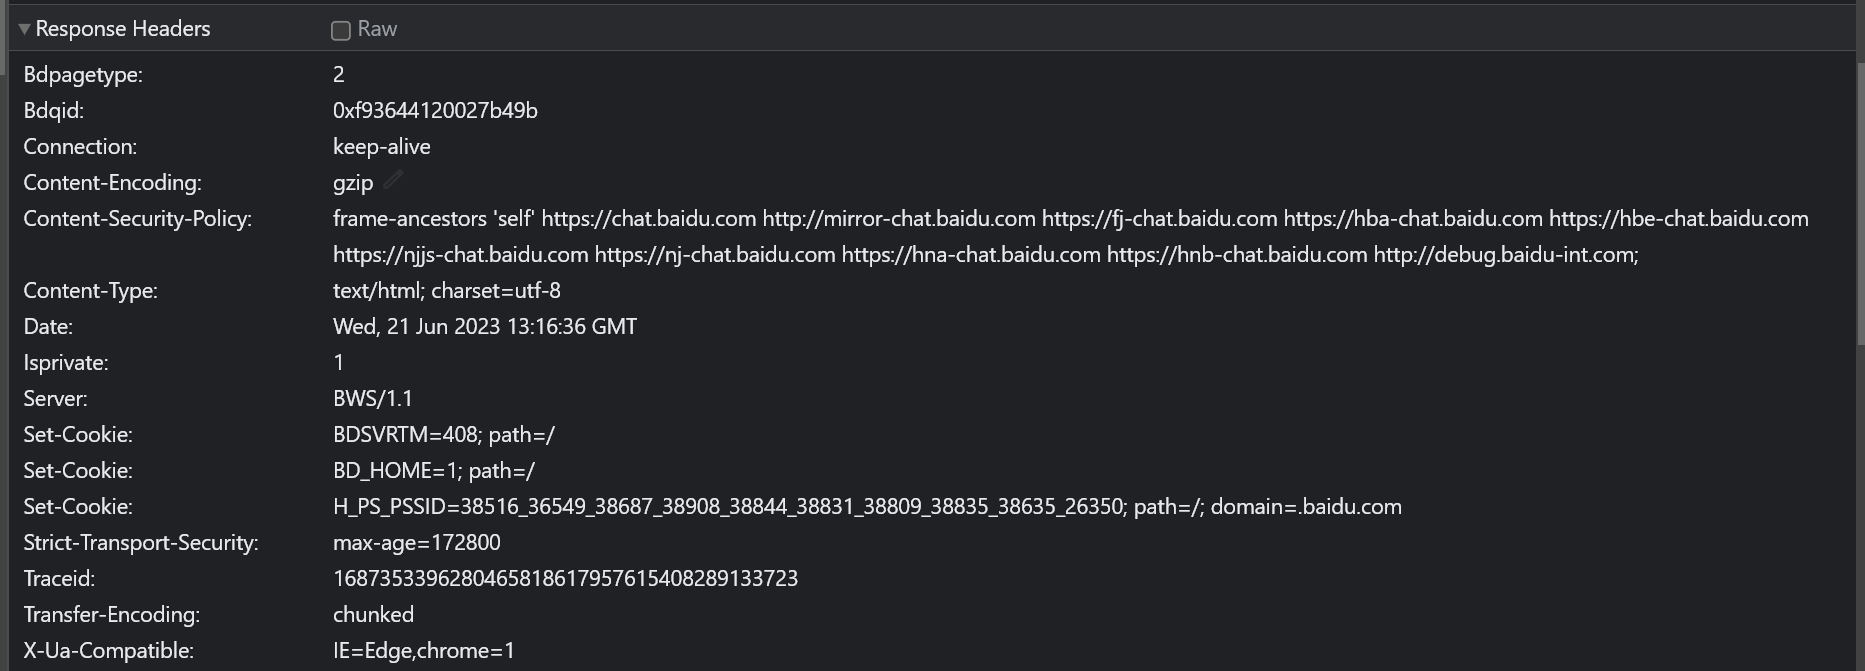 Response Headers Raw
Bdpagetype: 2
Bdqid: 0xf93644120027b49b
Connection: keep-alive
Content-Encoding: gzip
Content-Security-Policy: frame-ancestors 'self' https://chat.baidu.com http://mirror-chat.baidu.com https://fj-chat.baidu.com https://hba-chat.baidu.com https://hbe-chat.baidu.com
https://njjs-chat.baidu.com https://nj-chat.baidu.com https://hna-chat.baidu.com https://hnb-chat.baidu.com http://debug.baidu-int.com;
Content-Type: text/html; charset=utf-8
Date: Wed, 21 Jun 2023 13:16:36 GMT
Isprivate: 1
Server: BWS/1.1
Set-Cookie: BDSVRTM=408; path=/
Set-Cookie: BD_HOME=1; path=/
Set-Cookie: H_PS_PSSID=38516_36549_38687_38908_38844_38831_38809_38835_38635_26350; path=/; domain=.baidu.com
Strict-Transport-Security: max-age=172800
Traceid: 1687353396280465818617957615408289133723
Transfer-Encoding: chunked
X-Ua-Compatible: IE=Edge,chrome=1